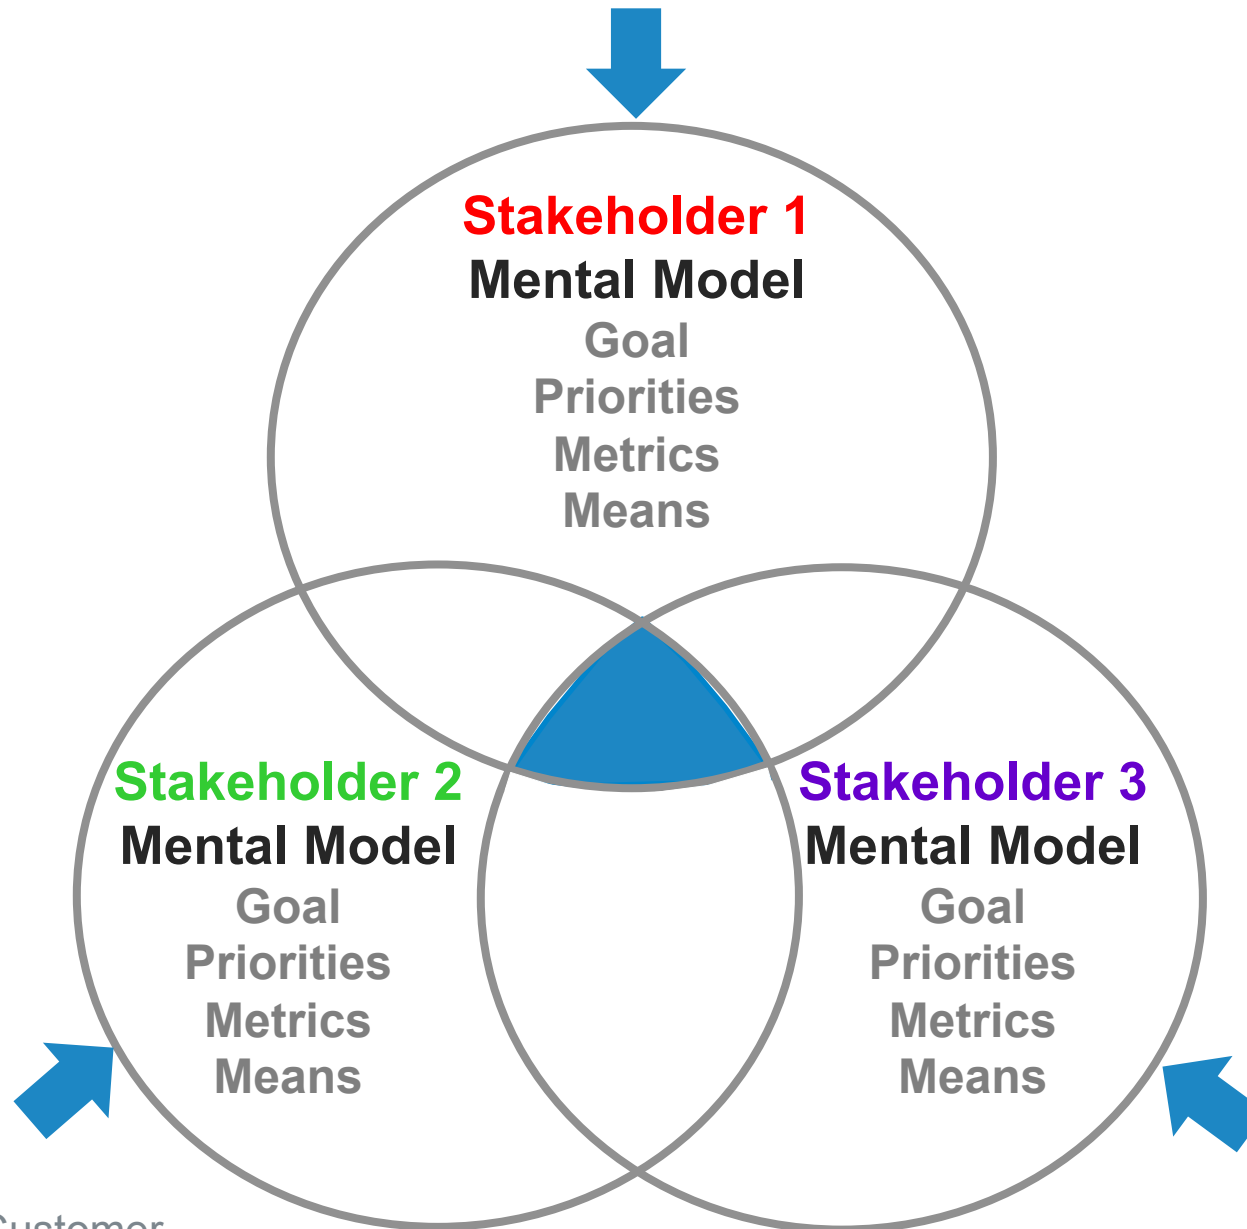 Stakeholder 1
Mental Model
Goal
Priorities
Metrics
Means
Stakeholder 2
Mental Model
Goal
Priorities
Metrics
Means
Stakeholder 3
Mental Model
Goal
Priorities
Metrics
Means
Customer